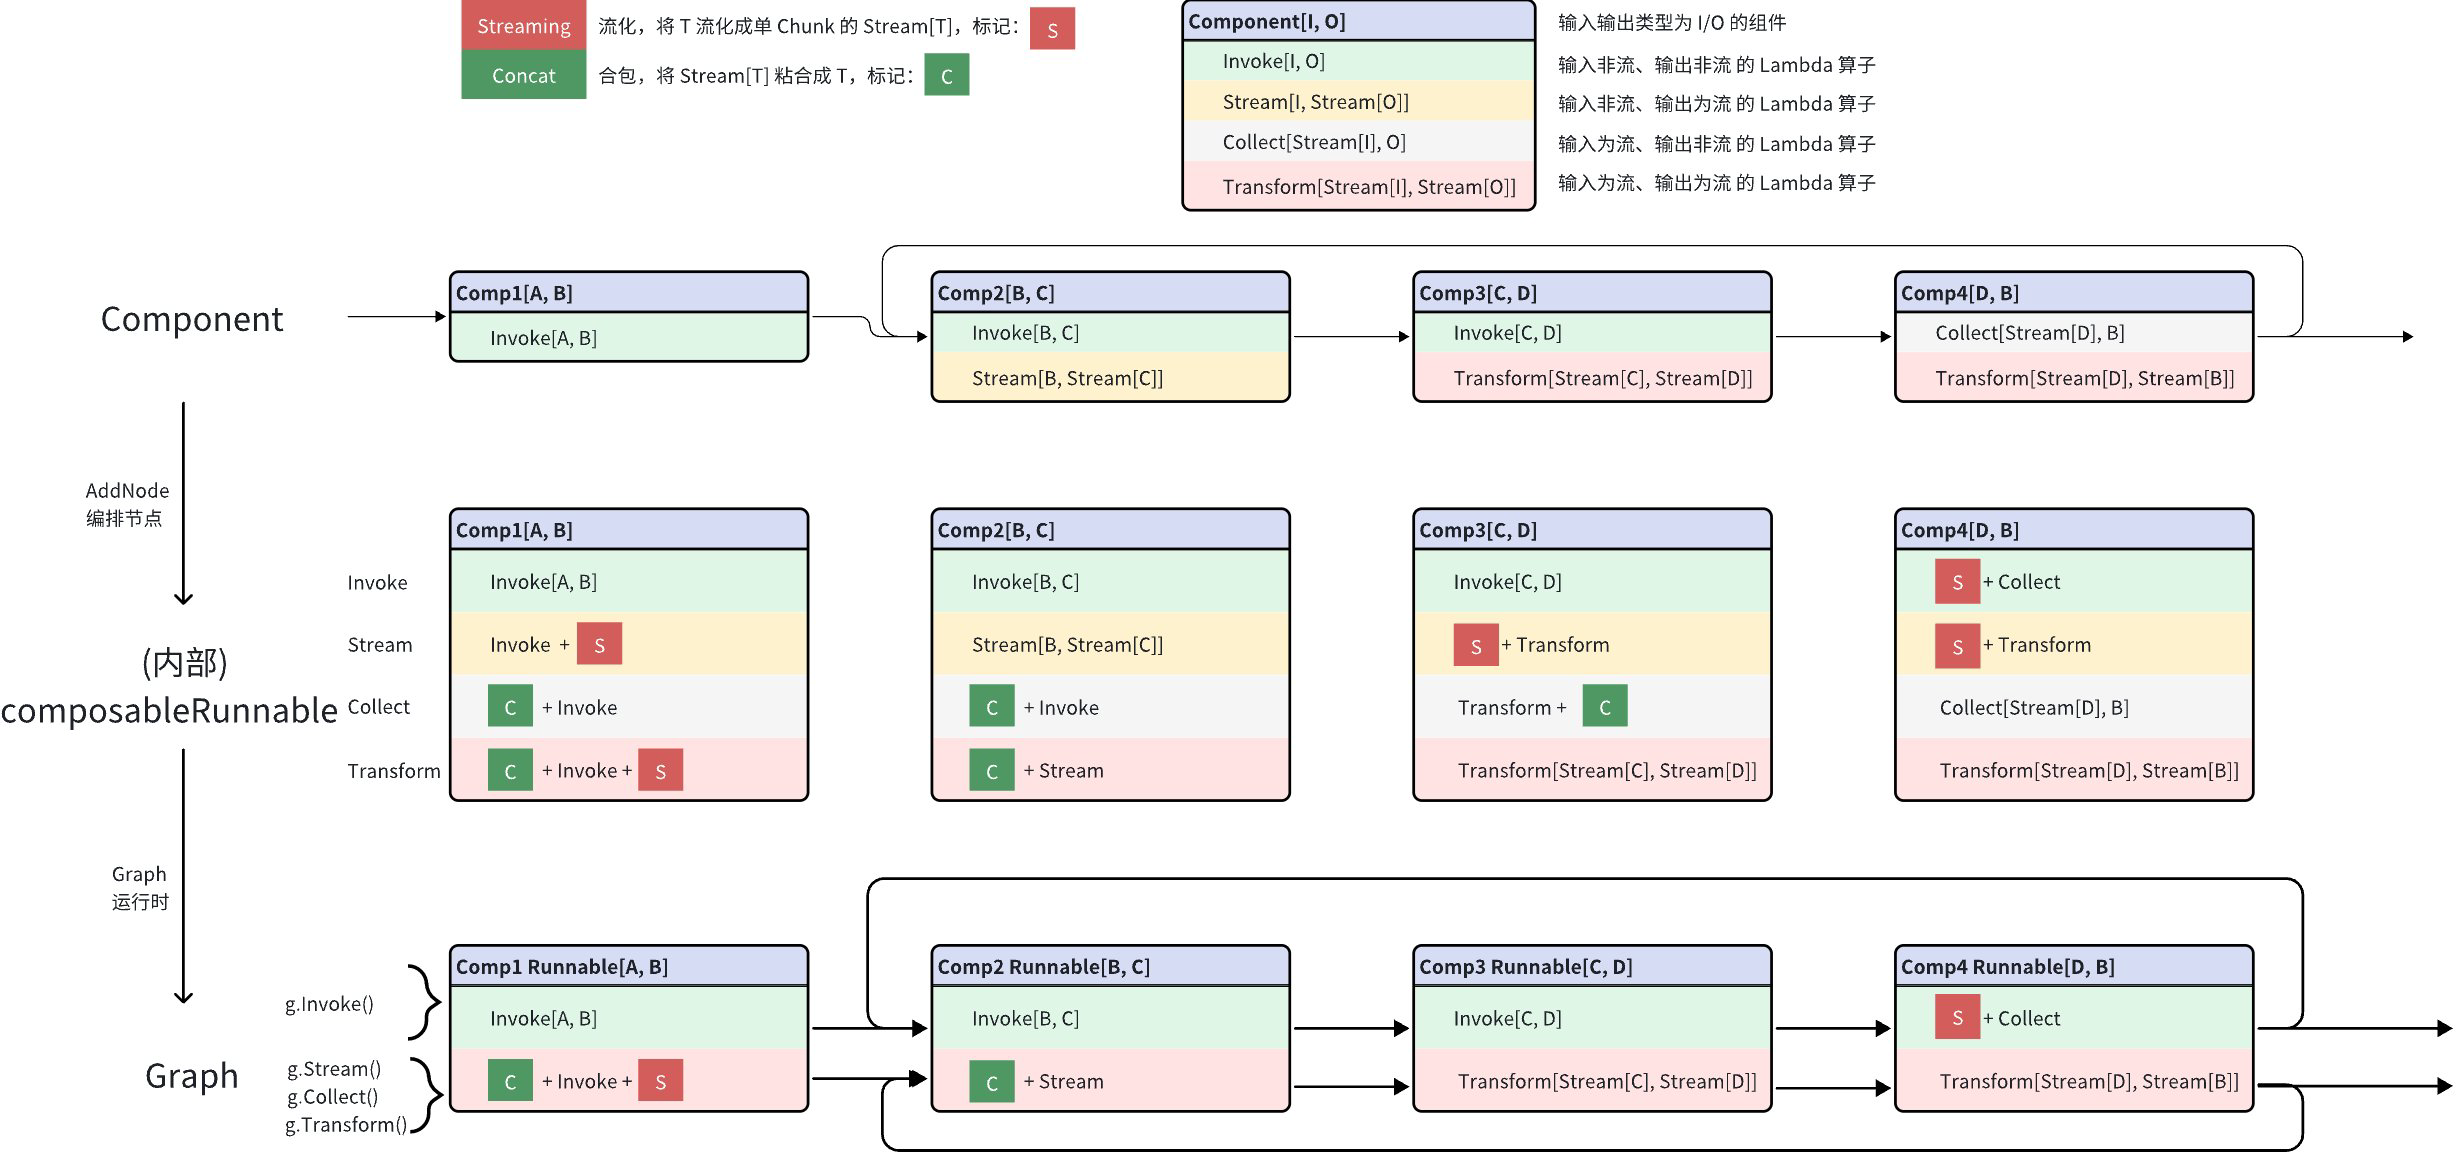 Streaming 流化，将 T 流化成单 Chunk 的 Stream[T]，标记： S
Concat 合包，将 Stream[T] 粘合成 T，标记： C
Component[I, O] 输入输出类型为 I/O 的组件
Invoke[I, O] 输入非流、输出非流 的 Lambda 算子
Stream[I, Stream[O]] 输入非流、输出为流 的 Lambda 算子
Collect[Stream[I], O] 输入为流、输出非流 的 Lambda 算子
Transform[Stream[I], Stream[O]] 输入为流、输出为流 的 Lambda 算子
Component
Comp1[A, B]
Invoke[A, B]
Comp2[B, C]
Invoke[B, C]
Stream[B, Stream[C]]
Comp3[C, D]
Invoke[C, D]
Transform[Stream[C], Stream[D]]
Comp4[D, B]
Collect[Stream[D], B]
Transform[Stream[D], Stream[B]]
AddNode
编排节点
(内部)
composableRunnable
Invoke
Stream
Collect
Transform
Comp1[A, B]
Invoke[A, B]
Invoke + S
C + Invoke
C + Invoke + S
Comp2[B, C]
Invoke[B, C]
Stream[B, Stream[C]]
C + Invoke
C + Stream
Comp3[C, D]
Invoke[C, D]
S + Transform
Transform + C
Transform[Stream[C], Stream[D]]
Comp4[D, B]
S + Collect
S + Transform
Collect[Stream[D], B]
Transform[Stream[D], Stream[B]]
Graph
运行时
Graph
g.Invoke()
g.Stream()
g.Collect()
g.Transform()
Comp1 Runnable[A, B]
Invoke[A, B]
C + Invoke + S
Comp2 Runnable[B, C]
Invoke[B, C]
C + Stream
Comp3 Runnable[C, D]
Invoke[C, D]
Transform[Stream[C], Stream[D]]
Comp4 Runnable[D, B]
S + Collect
Transform[Stream[D], Stream[B]]